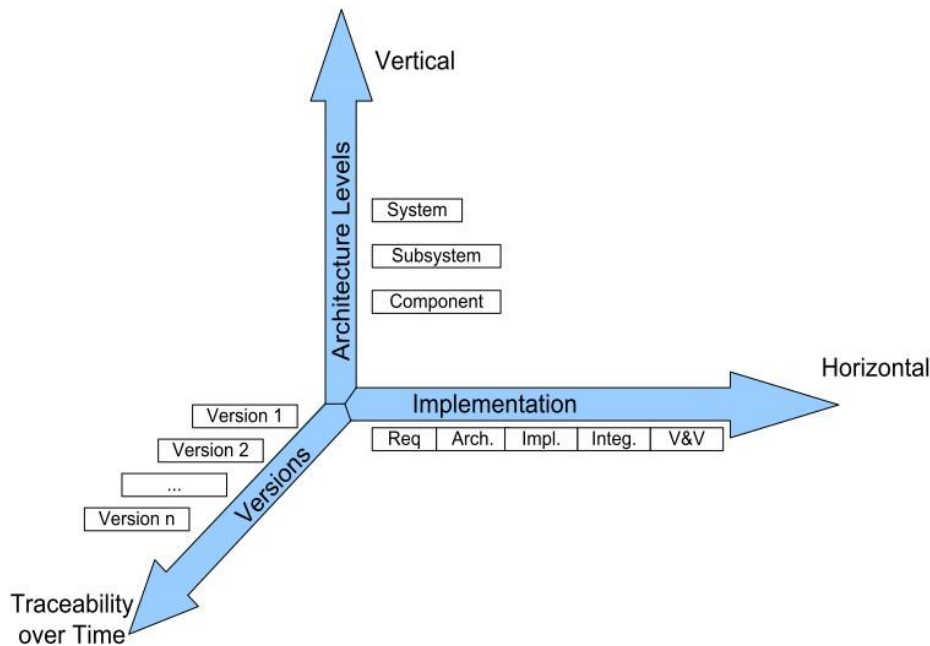 Vertical
Architecture Levels
System
Subsystem
Component
Horizontal
Implementation
Req Arch. Impl. Integ. V&V
Version 1
Version 2
...
Version n
Versions
Traceability
over Time